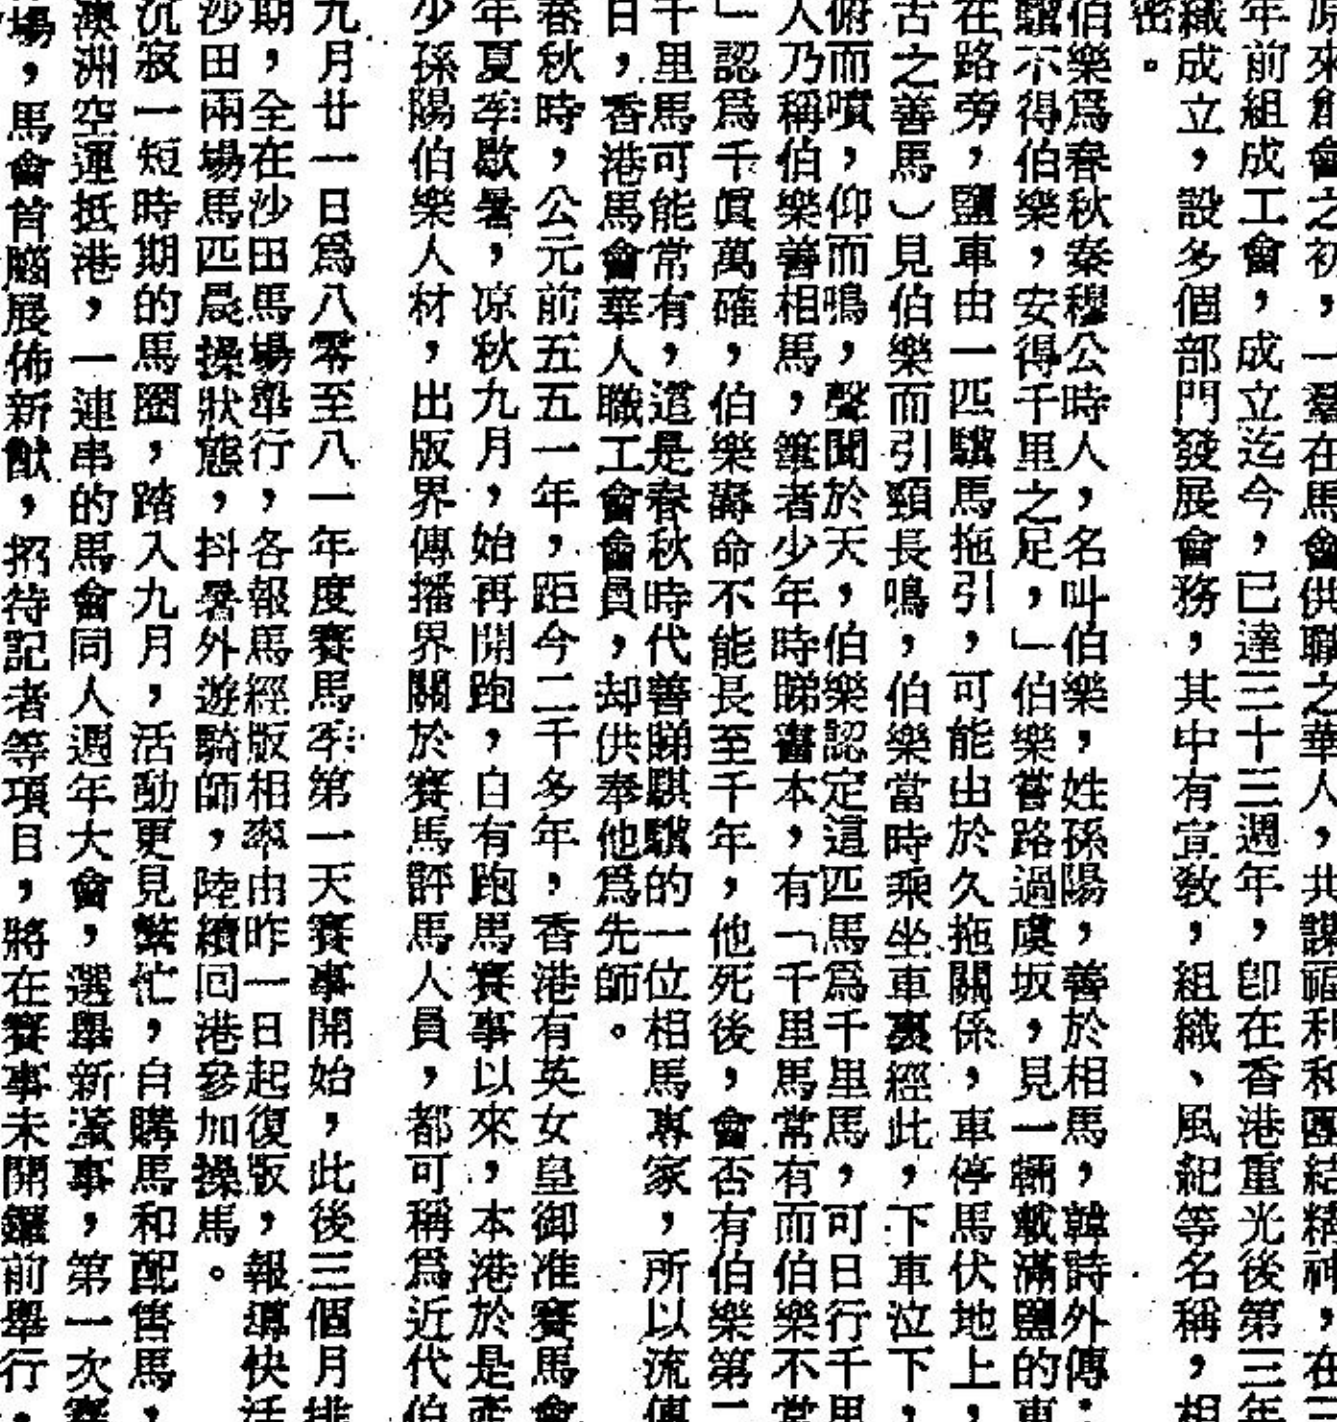 原來創會之初，一羣在馬會供職之華人，共謀福利和團結精神，在三
年前組成工會，成立迄今，已達三十三週年，卽在香港重光後第三年
織成立，設多個部門發展會務，其中有宣敎，組織、風紀等名稱，相
密。
伯樂爲春秋秦穆公時人，名叫伯樂，姓孫陽，善於相馬，韓詩外傳：
驥不得伯樂，安得千里之足，」伯樂嘗路過虞坂，見一輛載滿鹽的車
在路旁，鹽車由一匹驥馬拖引，可能由於久拖關係，車停馬伏地上，
古之善馬）見伯樂而引頸長鳴，伯樂當時乘坐車裏經此，下車泣下，
俯而噴，仰而鳴，聲聞於天，伯樂認定這匹馬爲千里馬，可日行千里
人乃稱伯樂善相馬，筆者少年時睇書本，有「千里馬常有而伯樂不常
」認爲千眞萬確，伯樂壽命不能長至千年，他死後，會否有伯樂第二
千里馬可能常有，這是春秋時代善睇騏驥的一位相馬專家，所以流傳
日，香港馬會華人職工會會員，却供奉他爲先師。
春秋時，公元前五五一年，距今二千多年，香港有英女皇御准賽馬會
年夏季歇暑，凉秋九月，始再開跑，自有跑馬賽事以來，本港於是產
少孫陽伯樂人材，出版界傳播界關於賽馬評馬人員，都可稱爲近代伯
九月廿一日爲八零至八一年度賽馬季第一天賽事開始，此後三個月排
期，全在沙田馬場舉行，各報馬經版相率由昨一日起復版，報導快活
沙田兩場馬匹晨操狀態，抖暑外遊騎師，陸續回港參加操馬。
沉寂一短時期的馬圈，踏入九月，活動更見繁忙，自購馬和配售馬，
澳洲空運抵港，一連串的馬會同人週年大會，選舉新董事，第一次賽
場，馬會首腦展佈新猷，招待記者等項目，將在賽事未開鑼前舉行，